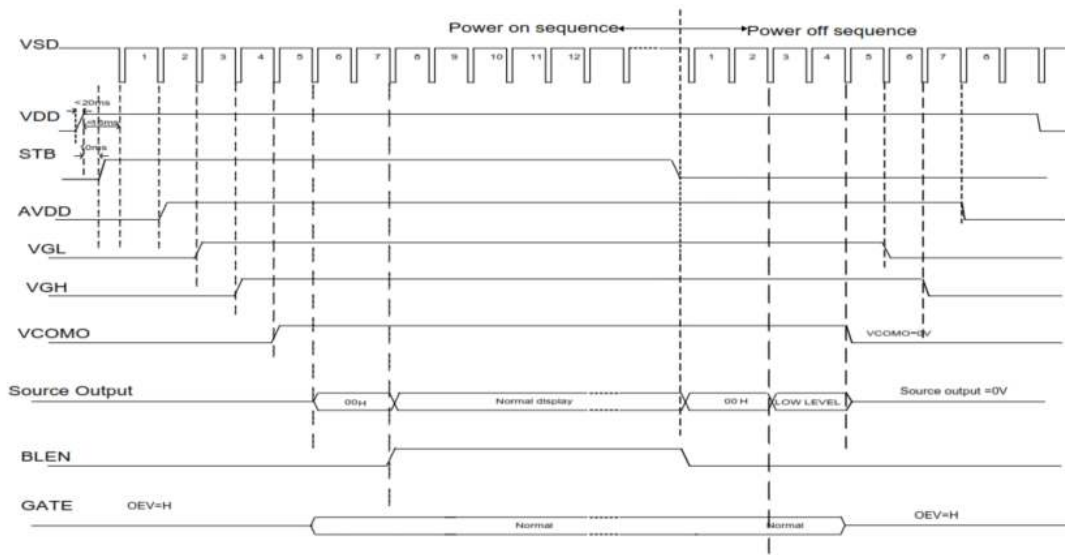 Power on sequence
Power off sequence
VSD
1 2 3 4 5 6 7 8 9 10 11 12 1 2 3 4 5 6 7 8
<20ms
VDD
STB
0ms
AVDD
VGL
VGH
VCOMO
VCOMO=0V
Source Output
00H
Normal display
00 H
LOW LEVEL
Source output =0V
BLEN
GATE
OEV=H
Normal
Normal
OEV=H